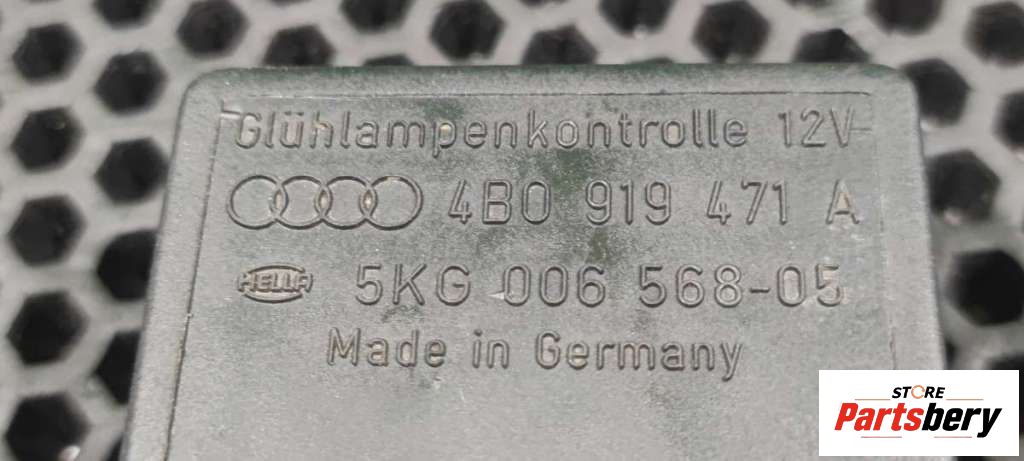 Glühlampenkontrolle 12V
4B0 919 471 A
HELLA 5KG 006 568-05
Made in Germany
STORE
Partsbery